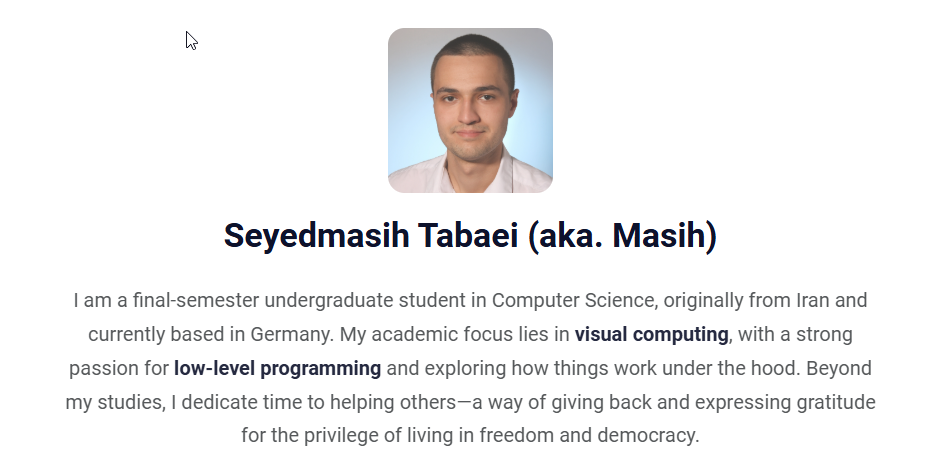 Seyedmasih Tabaei (aka. Masih)
I am a final-semester undergraduate student in Computer Science, originally from Iran and
currently based in Germany. My academic focus lies in visual computing, with a strong
passion for low-level programming and exploring how things work under the hood. Beyond
my studies, I dedicate time to helping others—a way of giving back and expressing gratitude
for the privilege of living in freedom and democracy.